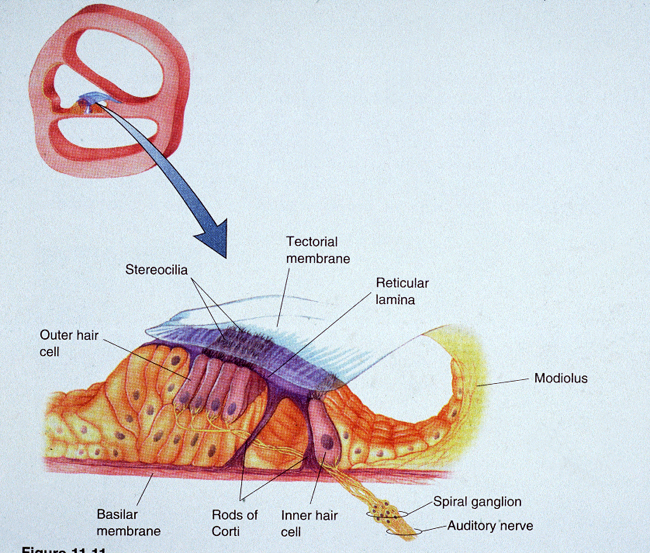 Tectorial
membrane
Stereocilia
Reticular
lamina
Outer hair
cell
Modiolus
Basilar
membrane
Rods of
Corti
Inner hair
cell
Spiral ganglion
Auditory nerve
Figure 11.11